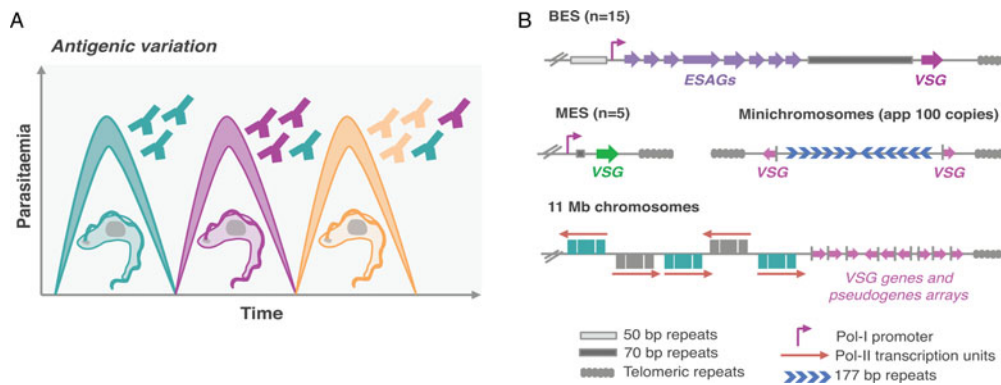 A
Antigenic variation
Parasitaemia
Time
B
BES (n=15)
ESAGs
VSG
MES (n=5)
VSG
Minichromosomes (app 100 copies)
VSG
VSG
11 Mb chromosomes
VSG genes and
pseudogenes arrays
50 bp repeats
70 bp repeats
Telomeric repeats
Pol-I promoter
Pol-II transcription units
177 bp repeats